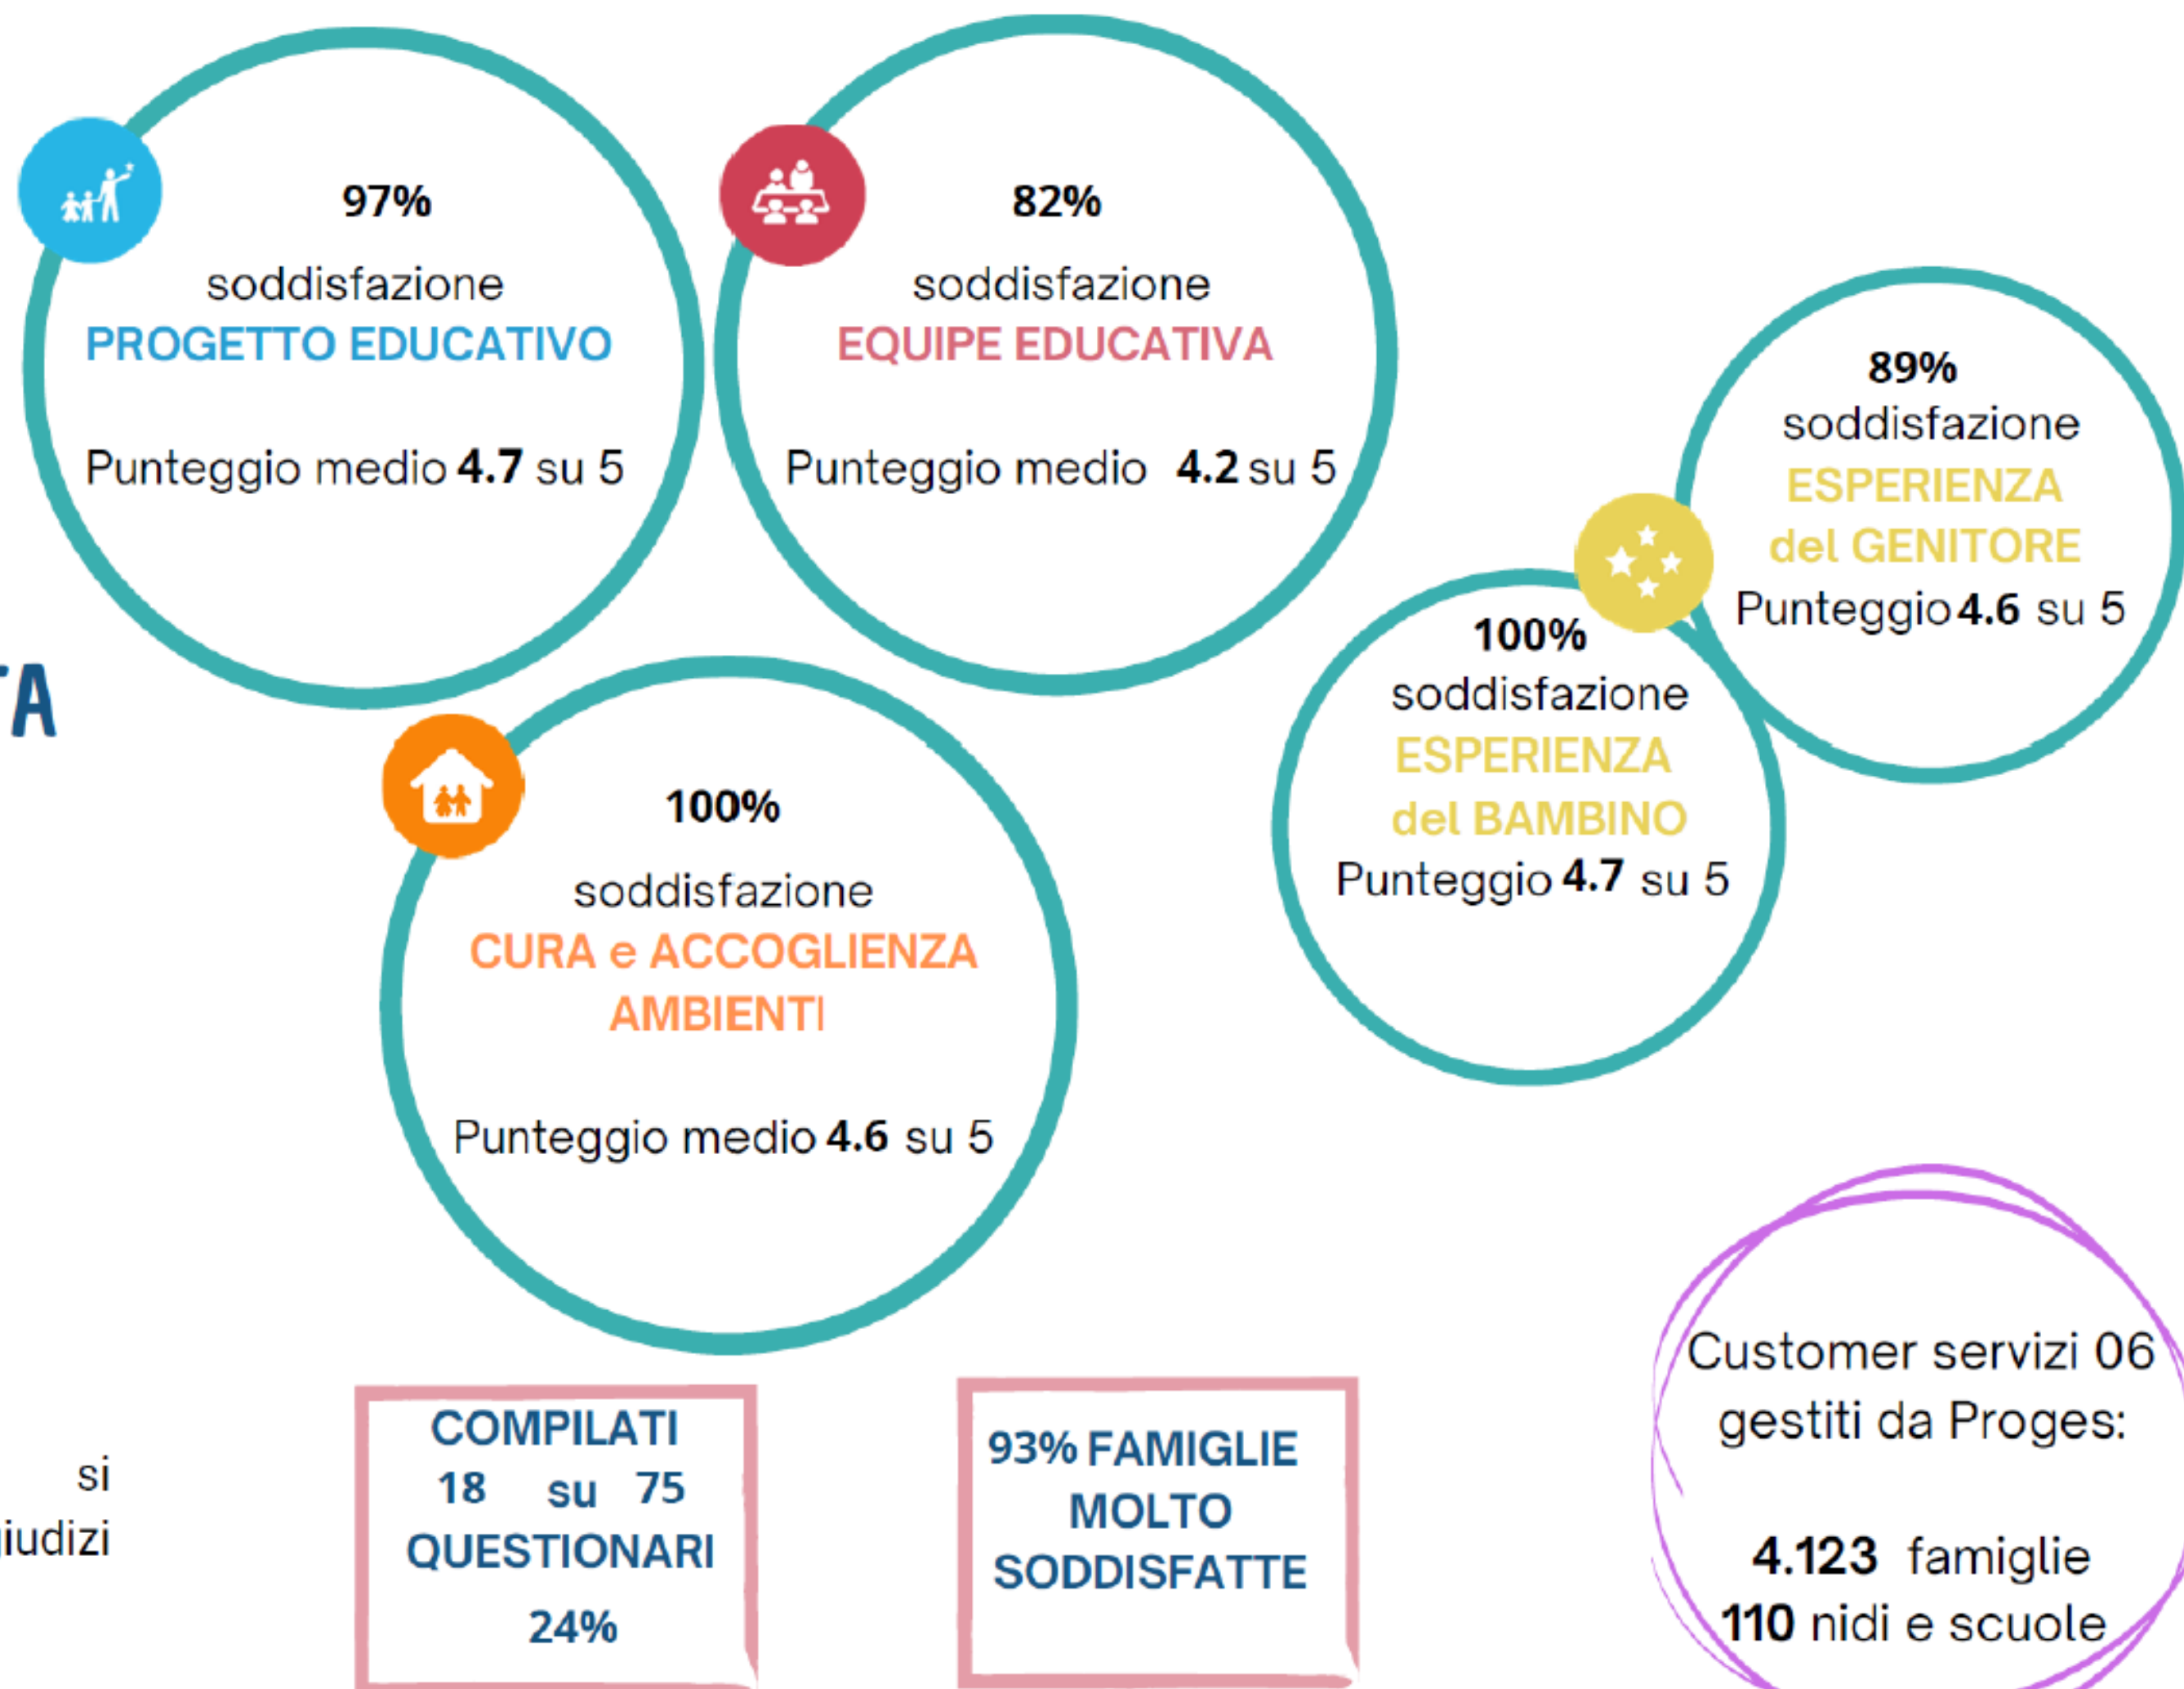 97%
soddisfazione
PROGETTO EDUCATIVO
Punteggio medio 4.7 su 5
82%
soddisfazione
EQUIPE EDUCATIVA
Punteggio medio 4.2 su 5
89%
soddisfazione
ESPERIENZA
del GENITORE
Punteggio 4.6 su 5
100%
soddisfazione
ESPERIENZA
del BAMBINO
Punteggio 4.7 su 5
TA
100%
soddisfazione
CURA e ACCOGLIENZA
AMBIENTI
Punteggio medio 4.6 su 5
si
giudizi
COMPILATI
18 su 75
QUESTIONARI
24%
93% FAMIGLIE
MOLTO
SODDISFATTE
Customer servizi 06
gestiti da Proges:
4.123 famiglie
110 nidi e scuole